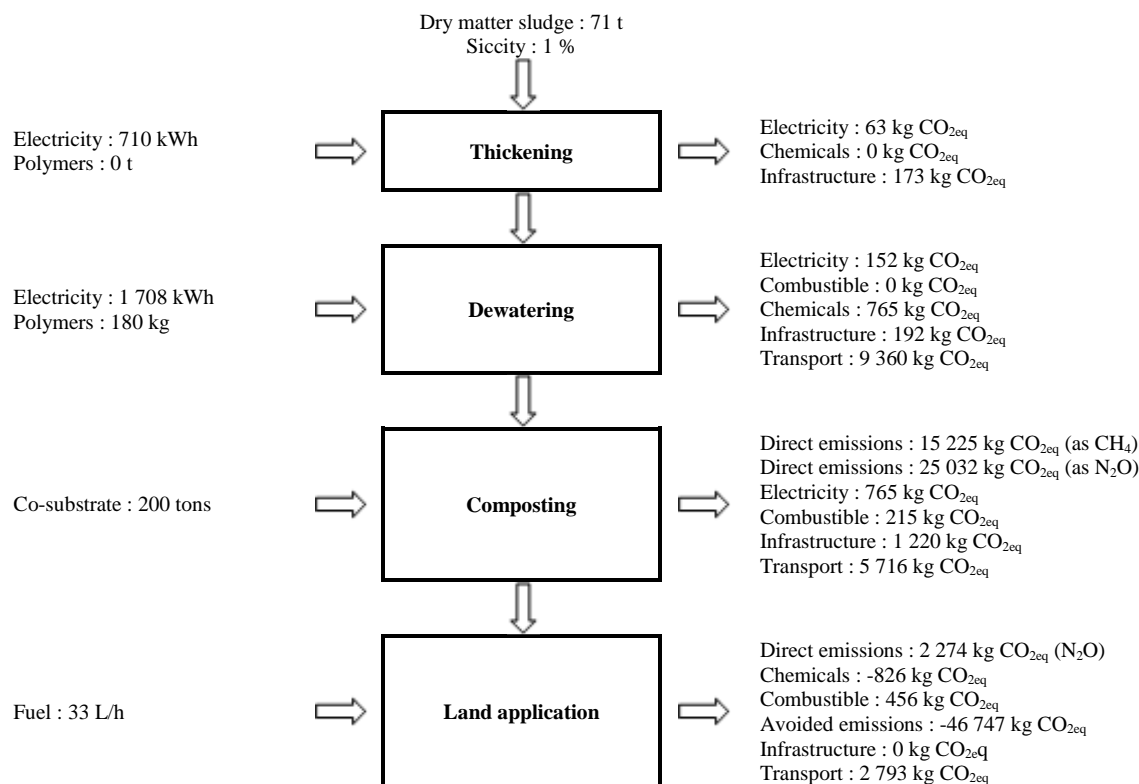 Dry matter sludge : 71 t
Siccity : 1 %
Electricity : 710 kWh
Polymers : 0 t
Thickening
Electricity : 63 kg CO2eq
Chemicals : 0 kg CO2eq
Infrastructure : 173 kg CO2eq
Electricity : 1 708 kWh
Polymers : 180 kg
Dewatering
Electricity : 152 kg CO2eq
Combustible : 0 kg CO2eq
Chemicals : 765 kg CO2eq
Infrastructure : 192 kg CO2eq
Transport : 9 360 kg CO2eq
Co-substrate : 200 tons
Composting
Direct emissions : 15 225 kg CO2eq (as CH4)
Direct emissions : 25 032 kg CO2eq (as N2O)
Electricity : 765 kg CO2eq
Combustible : 215 kg CO2eq
Infrastructure : 1 220 kg CO2eq
Transport : 5 716 kg CO2eq
Fuel : 33 L/h
Land application
Direct emissions : 2 274 kg CO2eq (N2O)
Chemicals : -826 kg CO2eq
Combustible : 456 kg CO2eq
Avoided emissions : -46 747 kg CO2eq
Infrastructure : 0 kg CO2eq
Transport : 2 793 kg CO2eq